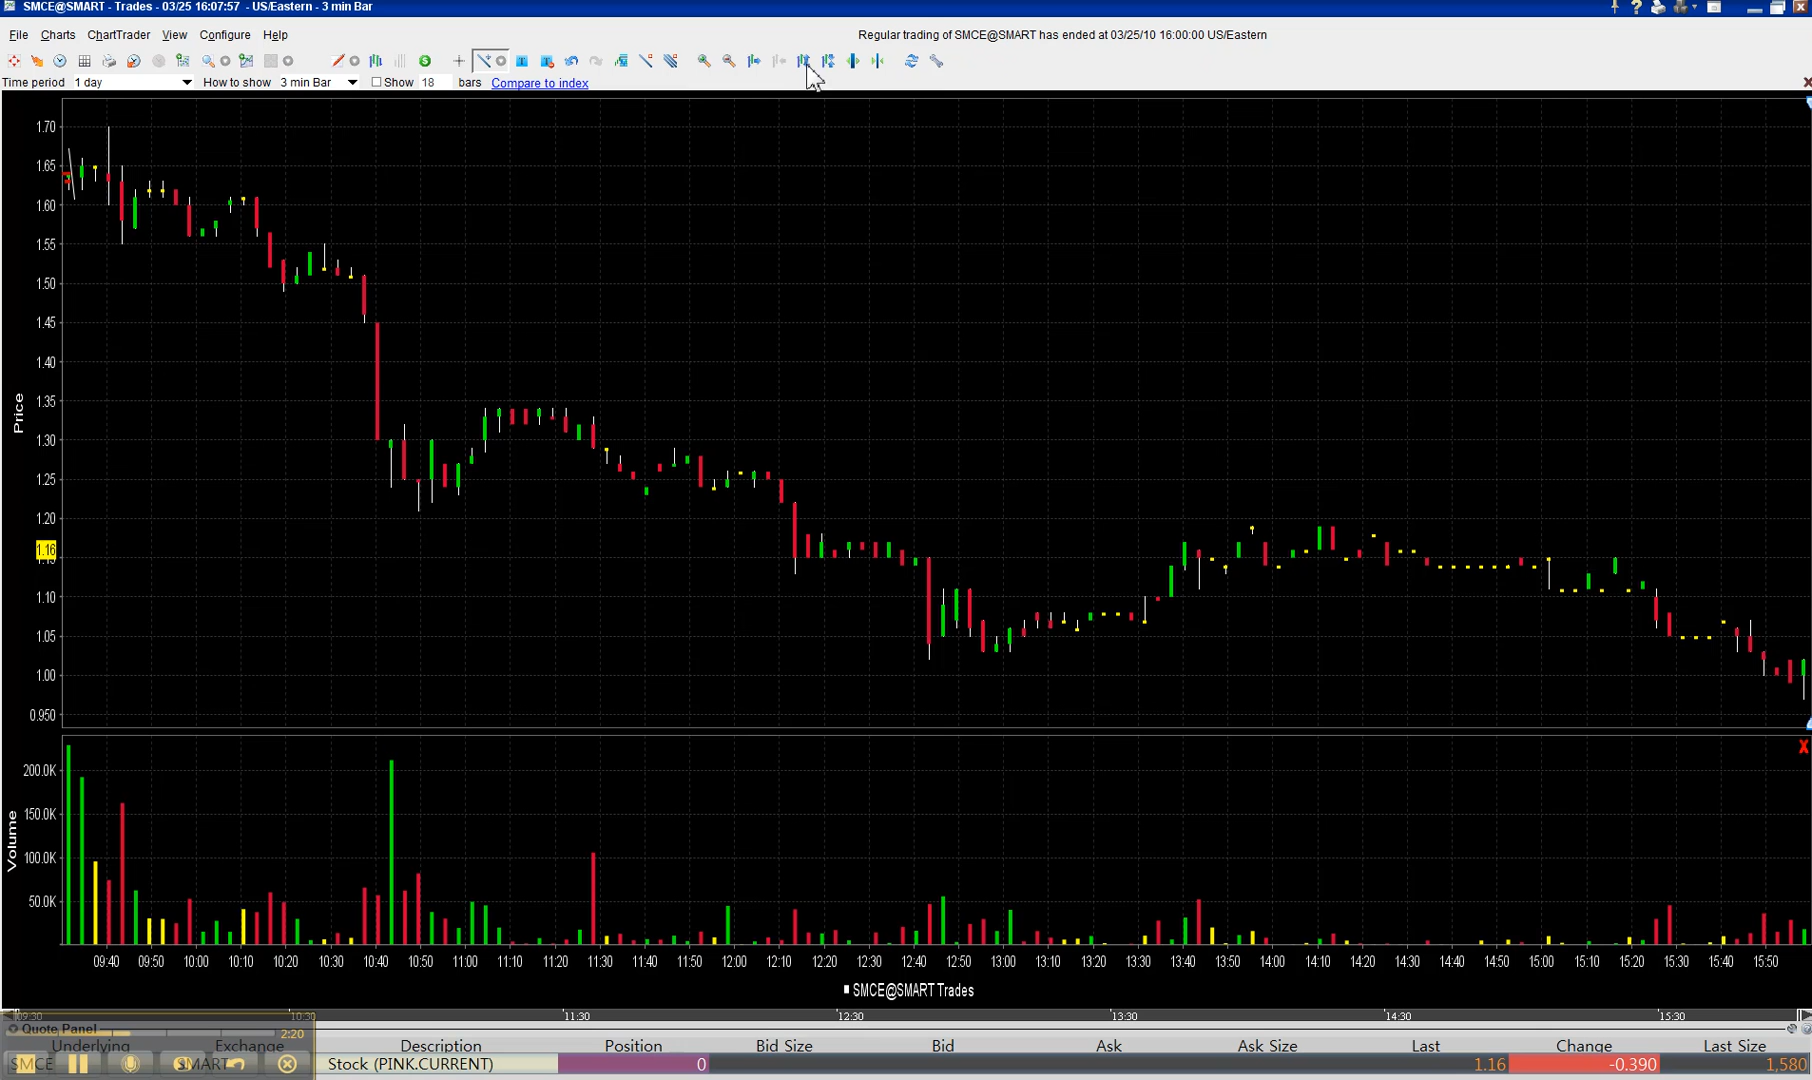 SMCE@SMART - Trades - 03/25 16:07:57 - US/Eastern - 3 min Bar
File Charts ChartTrader View Configure Help
Regular trading of SMCE@SMART has ended at 03/25/10 16:00:00 US/Eastern
Time period 1 day How to show 3 min Bar Show 18 bars Compare to index
1.70
1.65
1.60
1.55
1.50
1.45
1.40
1.35
1.30
1.25
1.20
1.16
1.15
1.10
1.05
1.00
0.950
Price
X
200.0K
150.0K
100.0K
50.0K
Volume
09:40 09:50 10:00 10:10 10:20 10:30 10:40 10:50 11:00 11:10 11:20 11:30 11:40 11:50 12:00 12:10 12:20 12:30 12:40 12:50 13:00 13:10 13:20 13:30 13:40 13:50 14:00 14:10 14:20 14:30 14:40 14:50 15:00 15:10 15:20 15:30 15:40 15:50
SMCE@SMART Trades
09:30 10:30 11:30 12:30 13:30 14:30 15:30
Quote Panel 2:20
Underlying Exchange Description Position Bid Size Bid Ask Ask Size Last Change Last Size
SMCE SMART Stock (PINK.CURRENT) 0 1.16 -0.390 1,580